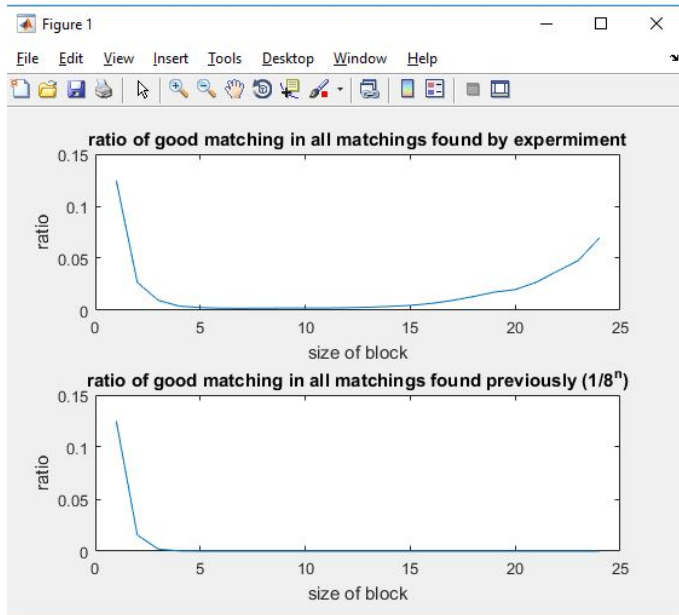 Figure 1
File Edit View Insert Tools Desktop Window Help
ratio of good matching in all matchings found by expermiment
0.15
0.1
0.05
0
ratio
0 5 10 15 20 25
size of block
ratio of good matching in all matchings found previously (1/8ⁿ)
0.15
0.1
0.05
0
ratio
0 5 10 15 20 25
size of block